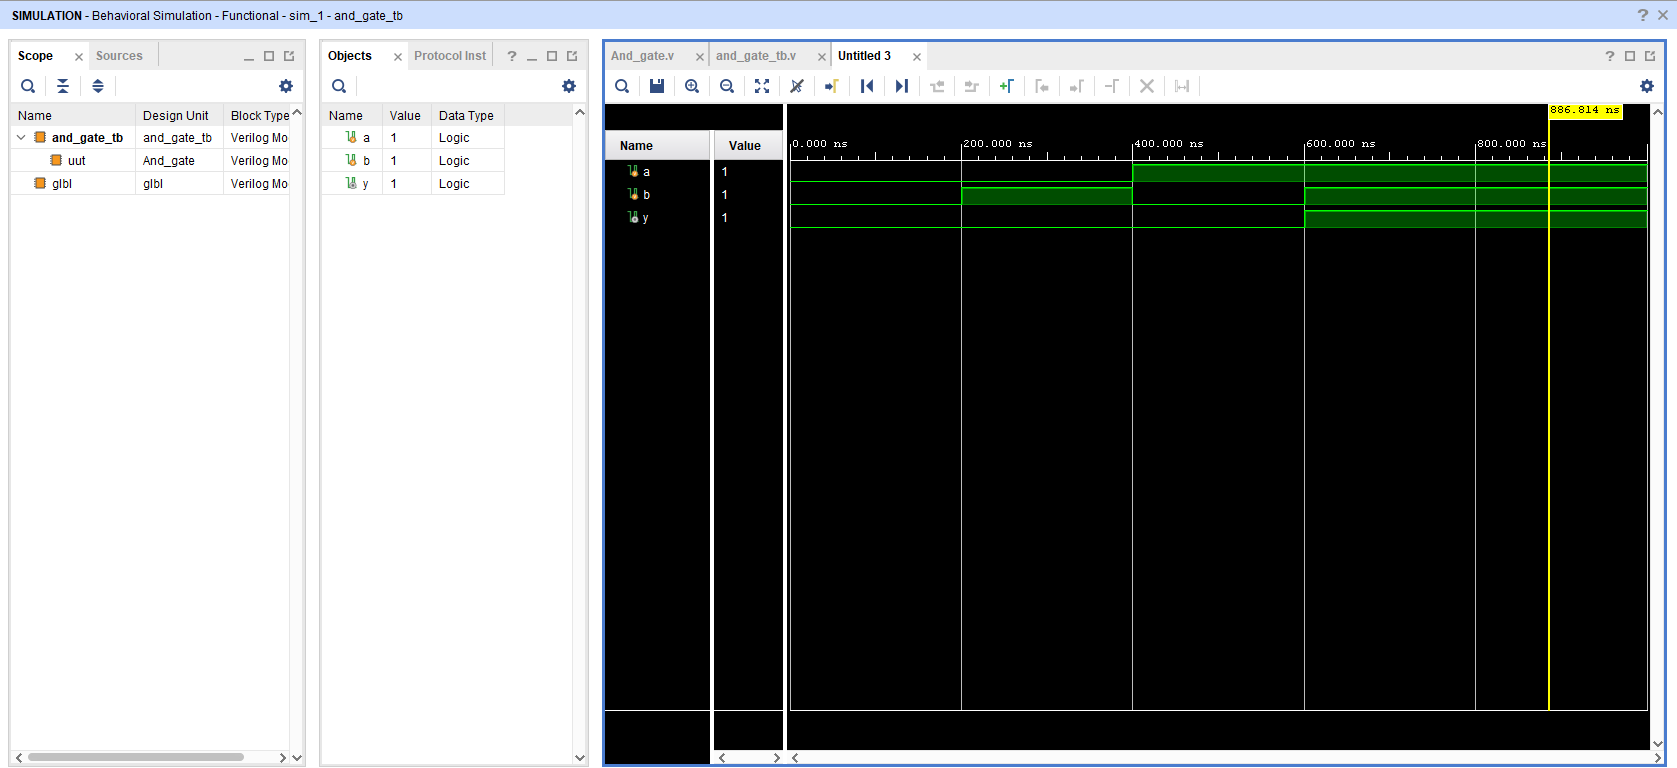 SIMULATION - Behavioral Simulation - Functional - sim_1 - and_gate_tb
Scope Sources
Name Design Unit Block Type
and_gate_tb and_gate_tb Verilog Mo
uut And_gate Verilog Mo
glbl glbl Verilog Mo
Objects Protocol Inst
Name Value Data Type
a 1 Logic
b 1 Logic
y 1 Logic
And_gate.v and_gate_tb.v Untitled 3
886.814 ns
Name Value
0.000 ns 200.000 ns 400.000 ns 600.000 ns 800.000 ns
a 1
b 1
y 1